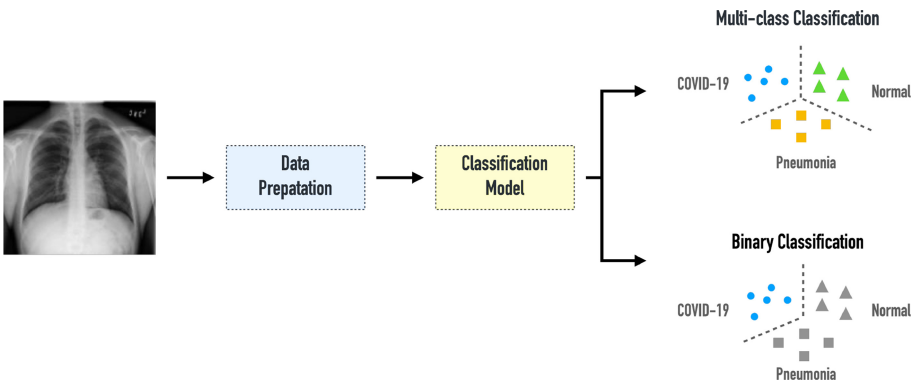 Multi-class Classification
COVID-19
Normal
Pneumonia
Data
Prepatation
Classification
Model
Binary Classification
COVID-19
Normal
Pneumonia